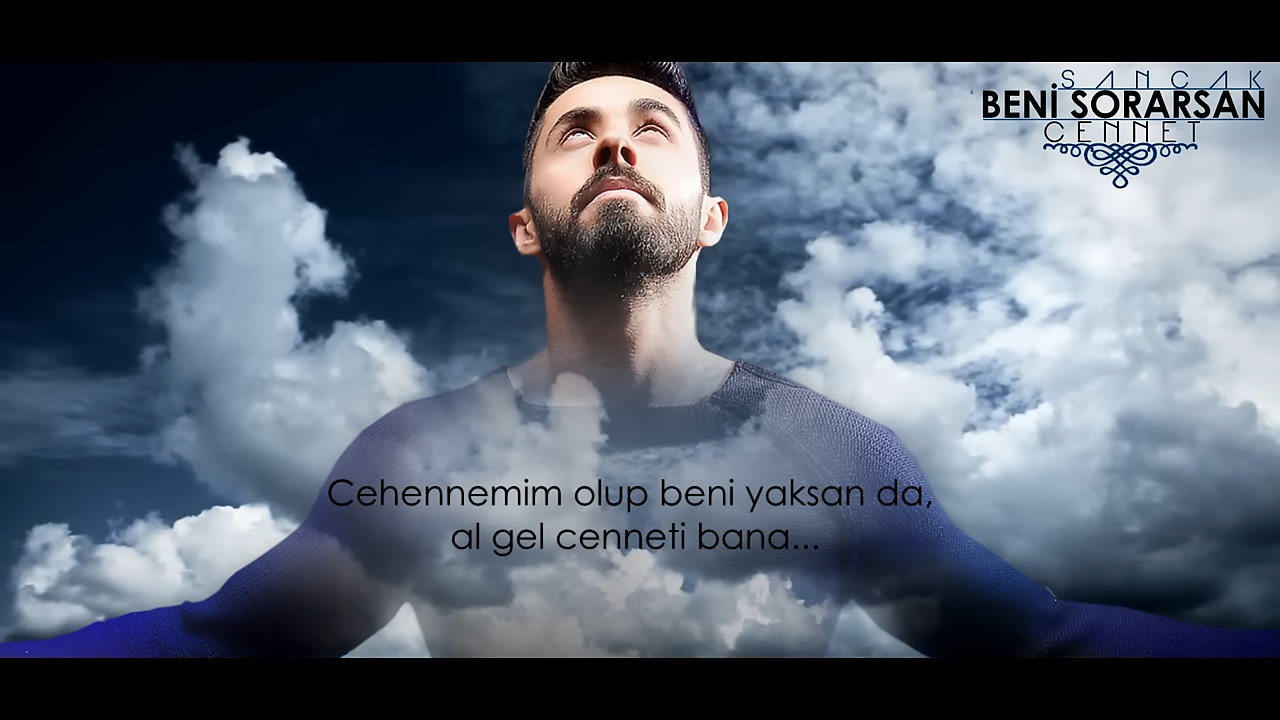 SANCAK
BENİ SORARSAN
CENNET
Cehennemim olup beni yaksan da,
al gel cenneti bana...